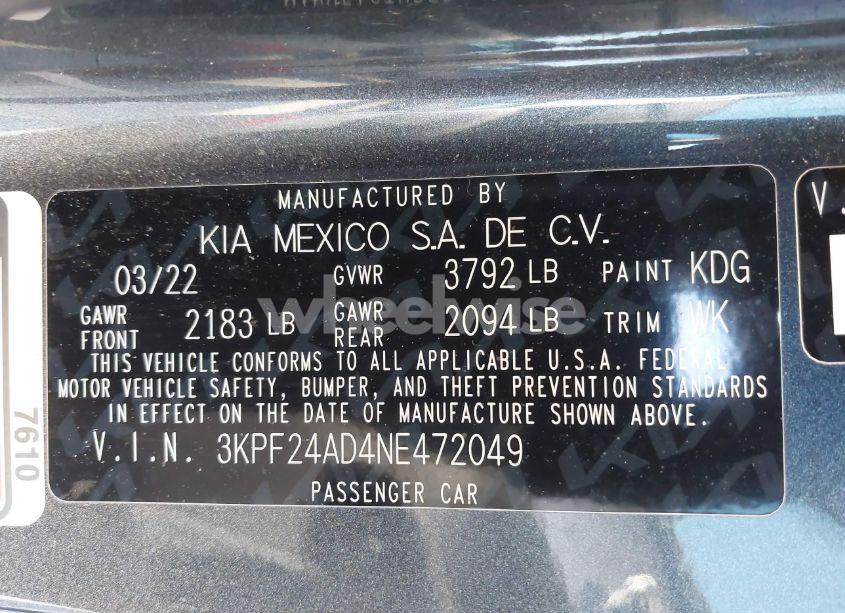 MANUFACTURED BY
KIA MEXICO S.A. DE C.V.
03/22 GVWR 3792 LB PAINT KDG
GAWR FRONT 2183 LB GAWR REAR 2094 LB TRIM WK
wheelwise
THIS VEHICLE CONFORMS TO ALL APPLICABLE U.S.A. FEDERAL
MOTOR VEHICLE SAFETY, BUMPER, AND THEFT PREVENTION STANDARDS
IN EFFECT ON THE DATE OF MANUFACTURE SHOWN ABOVE.
V.I.N. 3KPF24AD4NE472049
PASSENGER CAR
7610
V.